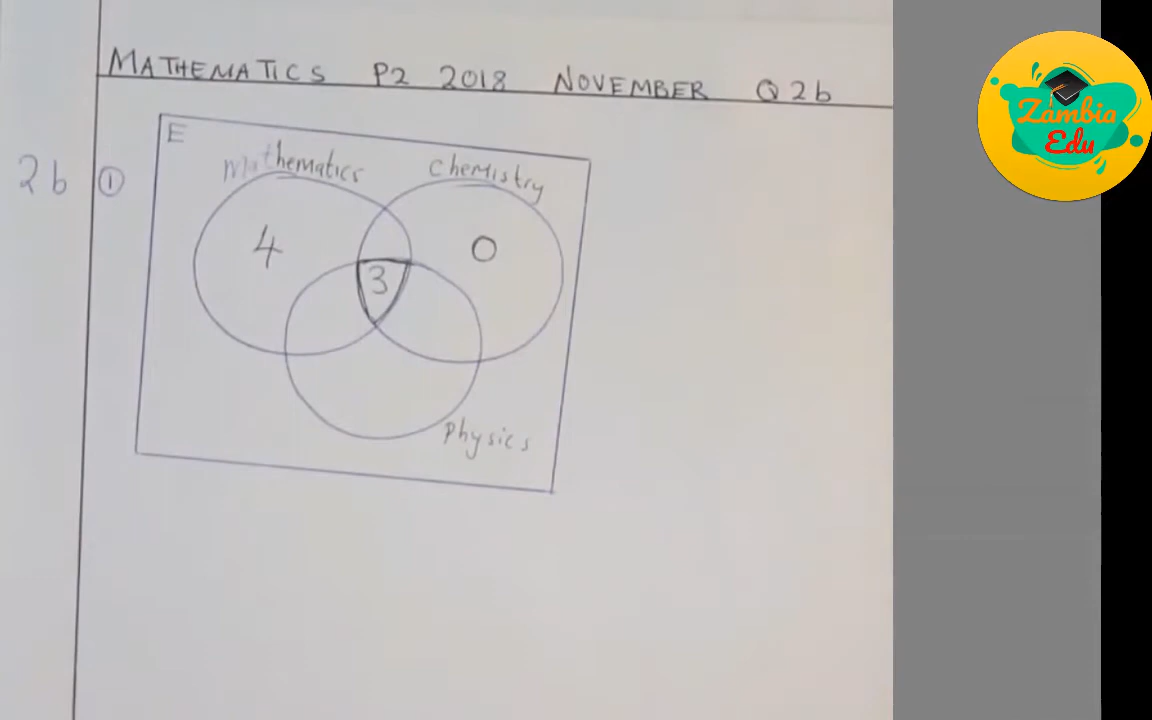 MATHEMATICS P2 2018 NOVEMBER Q2b
2b ①
E
Mathematics
Chemistry
4
0
3
Physics
Zambia
Edu